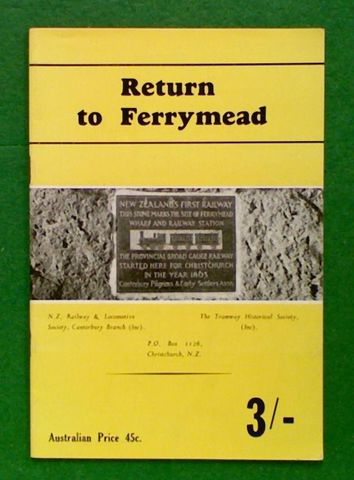 Return
to Ferrymead
NEW ZEALAND'S FIRST RAILWAY
THIS STONE MARKS THE SITE OF FERRYMEAD
WHARF AND RAILWAY STATION
THE PROVINCIAL BROAD GAUGE RAILWAY
STARTED HERE FOR CHRISTCHURCH
IN THE YEAR 1863
Canterbury Pilgrims & Early Settlers Assn.
N.Z. Railway & Locomotive
Society, Canterbury Branch (Inc).
The Tramway Historical Society,
(Inc).
P.O. Box 1126,
Christchurch, N.Z.
Australian Price 45c.
3/-